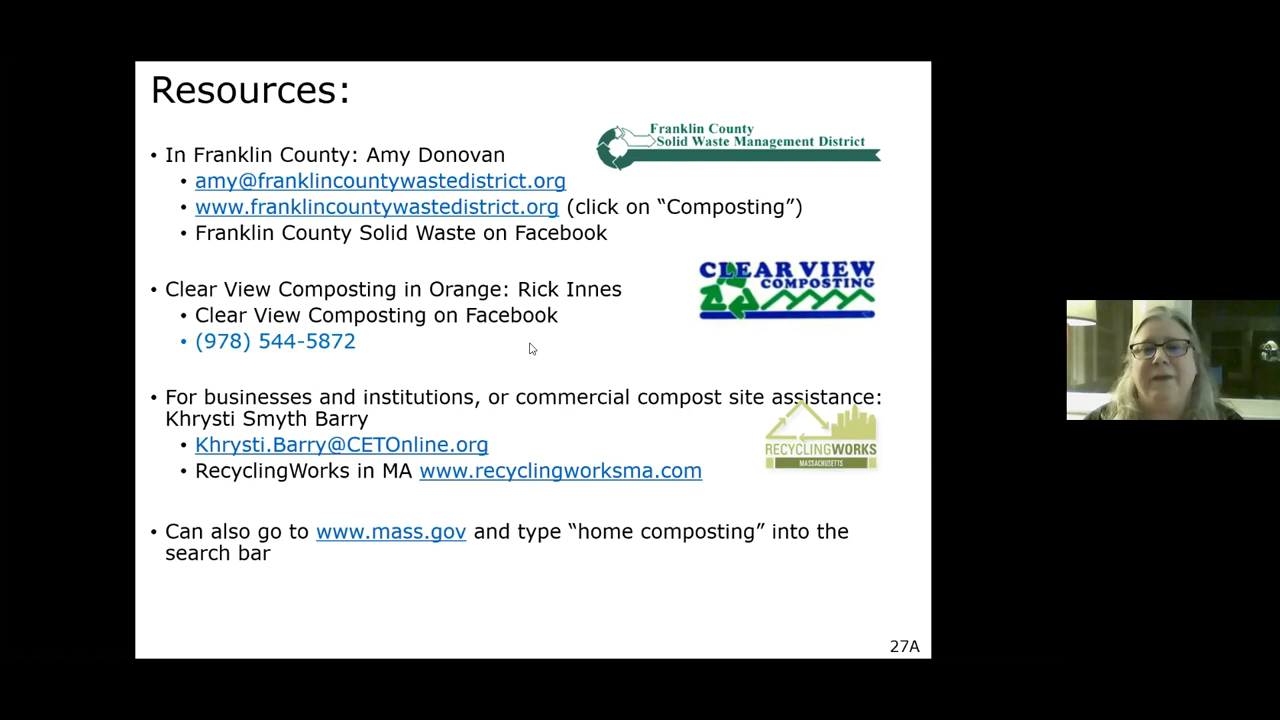 Resources:
Franklin County
Solid Waste Management District
• In Franklin County: Amy Donovan
• amy@franklincountywastedistrict.org
• www.franklincountywastedistrict.org (click on “Composting”)
• Franklin County Solid Waste on Facebook
CLEAR VIEW
COMPOSTING
• Clear View Composting in Orange: Rick Innes
• Clear View Composting on Facebook
• (978) 544-5872
• For businesses and institutions, or commercial compost site assistance:
Khrysti Smyth Barry
• Khrysti.Barry@CETOnline.org
• RecyclingWorks in MA www.recyclingworksma.com
RECYCLINGWORKS
MASSACHUSETTS
• Can also go to www.mass.gov and type “home composting” into the
search bar
27A